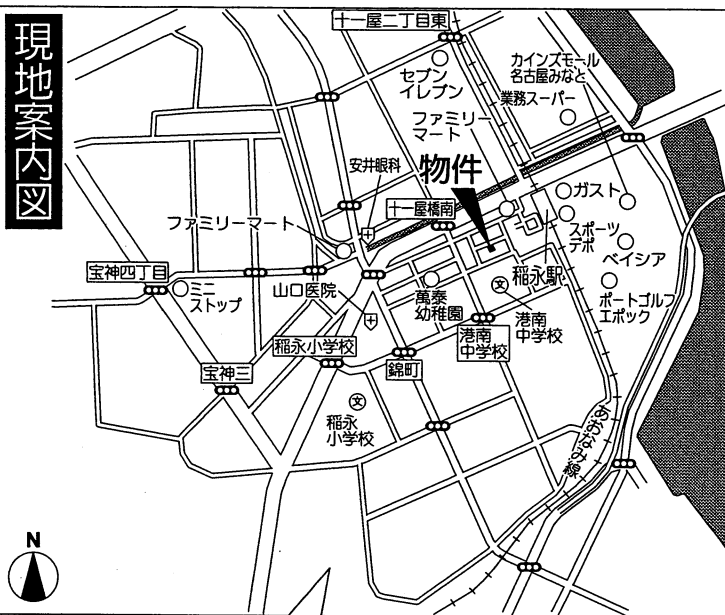 現地案内図
十一屋二丁目東
セブン
イレブン
カインズモール
名古屋みなと
業務スーパー
ファミリー
マート
安井眼科
物件
十一屋橋南
ガスト
スポーツ
デポ
ベイシア
ファミリーマート
稲永駅
ポートゴルフ
エポック
宝神四丁目
ミニ
ストップ
山口医院
萬泰
幼稚園
港南
中学校
港南
中学校
稲永小学校
錦町
宝神三
稲永
小学校
あおなみ線
文
文
N